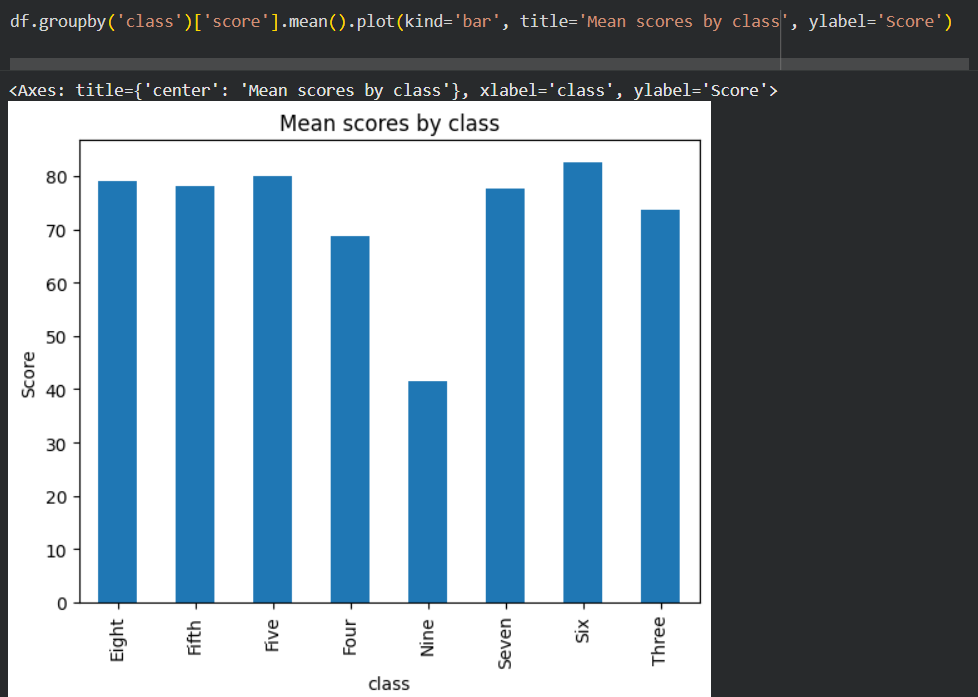 df.groupby('class')['score'].mean().plot(kind='bar', title='Mean scores by class', ylabel='Score')
<Axes: title={'center': 'Mean scores by class'}, xlabel='class', ylabel='Score'>
Mean scores by class
80
70
60
50
40
30
20
10
0
Score
Eight
Fifth
Five
Four
Nine
Seven
Six
Three
class